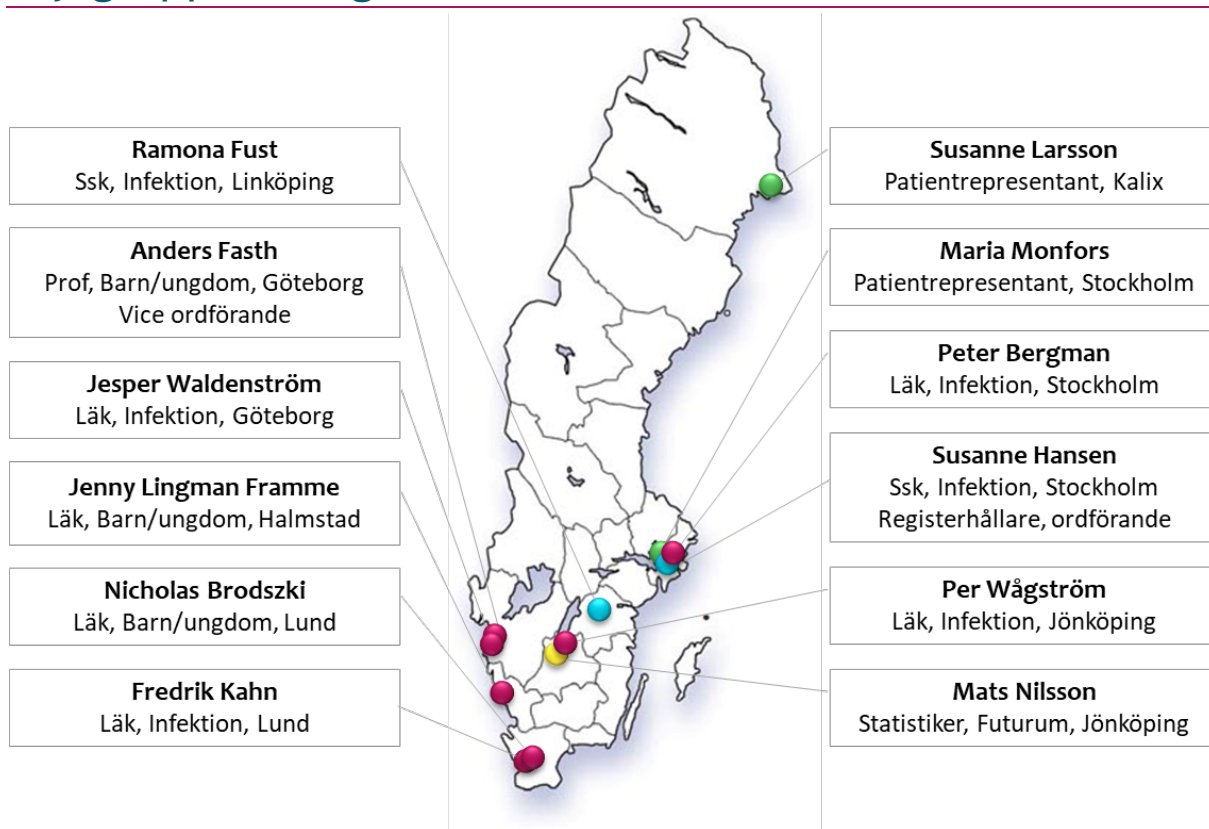 Ramona Fust
Ssk, Infektion, Linköping
Anders Fasth
Prof, Barn/ungdom, Göteborg
Vice ordförande
Jesper Waldenström
Läk, Infektion, Göteborg
Jenny Lingman Framme
Läk, Barn/ungdom, Halmstad
Nicholas Brodszki
Läk, Barn/ungdom, Lund
Fredrik Kahn
Läk, Infektion, Lund
Susanne Larsson
Patientrepresentant, Kalix
Maria Monfors
Patientrepresentant, Stockholm
Peter Bergman
Läk, Infektion, Stockholm
Susanne Hansen
Ssk, Infektion, Stockholm
Registerhållare, ordförande
Per Wågström
Läk, Infektion, Jönköping
Mats Nilsson
Statistiker, Futurum, Jönköping